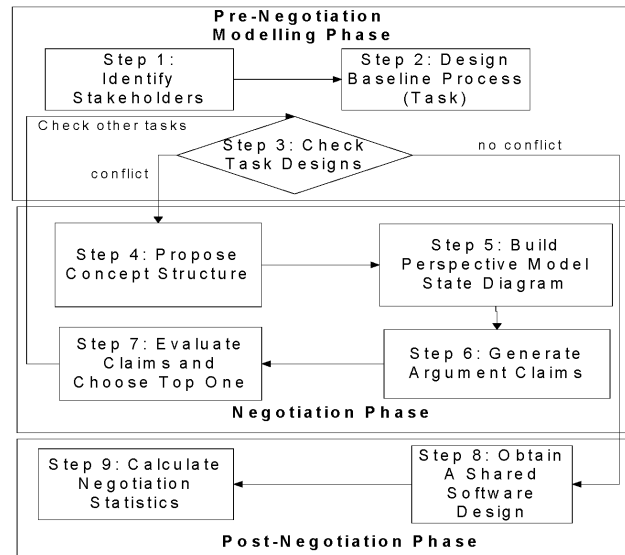 Pre-Negotiation
Modelling Phase
Step 1:
Identify
Stakeholders
Step 2: Design
Baseline Process
(Task)
Check other tasks
Step 3: Check
Task Designs
no conflict
conflict
Step 4: Propose
Concept Structure
Step 5: Build
Perspective Model
State Diagram
Step 7: Evaluate
Claims and
Choose Top One
Step 6: Generate
Argument Claims
Negotiation Phase
Step 9: Calculate
Negotiation
Statistics
Step 8: Obtain
A Shared
Software
Design
Post-Negotiation Phase